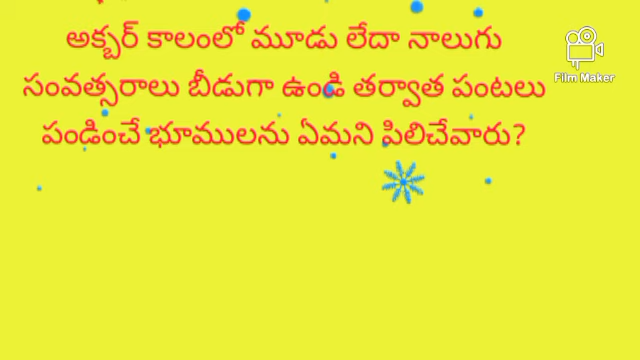 అక్బర్ కాలంలో మూడు లేదా నాలుగు
సంవత్సరాలు బీడుగా ఉండి తర్వాత పంటలు
పండించే భూములను ఏమని పిలిచేవారు?
Film Maker